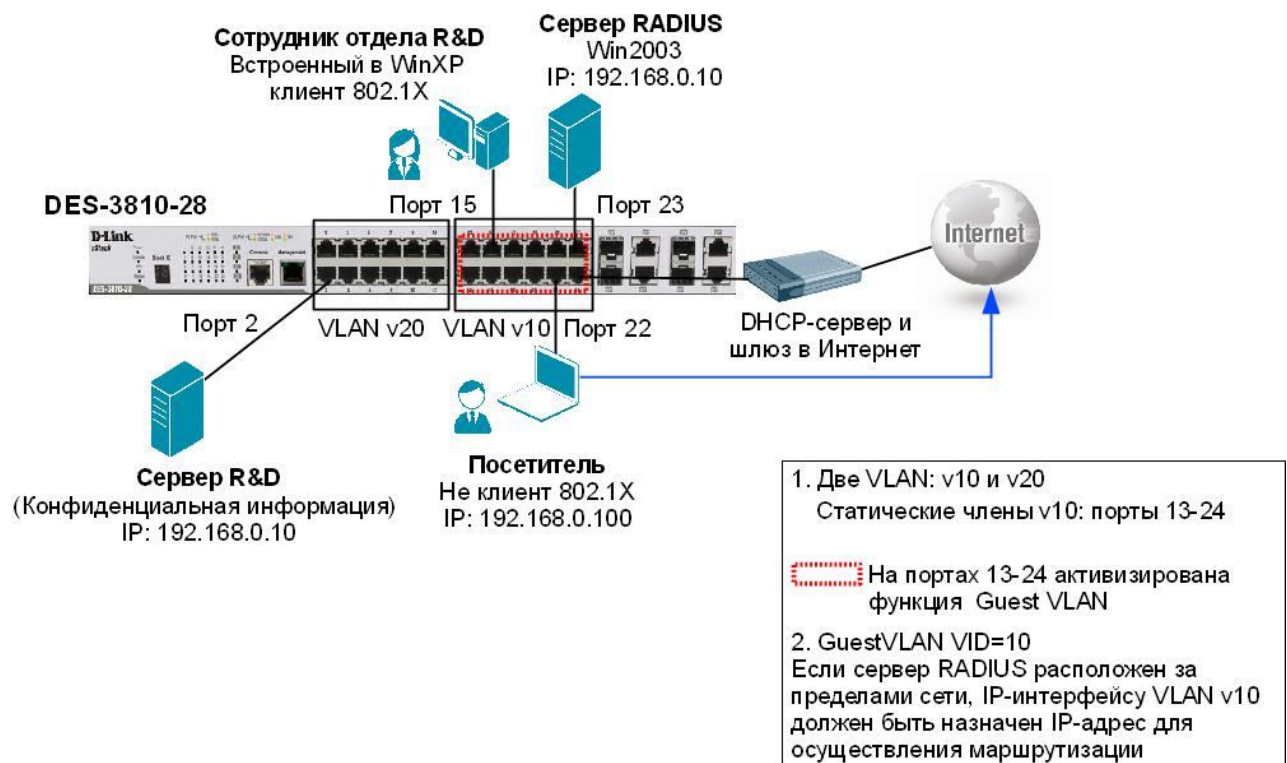 Сотрудник отдела R&D
Встроенный в WinXP
клиент 802.1X
Сервер RADIUS
Win2003
IP: 192.168.0.10
DES-3810-28
Порт 15
Порт 23
D-Link
Internet
Порт 2
VLAN v20
VLAN v10
Порт 22
DHCP-сервер и
шлюз в Интернет
Сервер R&D
(Конфиденциальная информация)
IP: 192.168.0.10
Посетитель
Не клиент 802.1X
IP: 192.168.0.100
1. Две VLAN: v10 и v20
Статические члены v10: порты 13-24
На портах 13-24 активизирована
функция Guest VLAN
2. GuestVLAN VID=10
Если сервер RADIUS расположен за
пределами сети, IP-интерфейсу VLAN v10
должен быть назначен IP-адрес для
осуществления маршрутизации